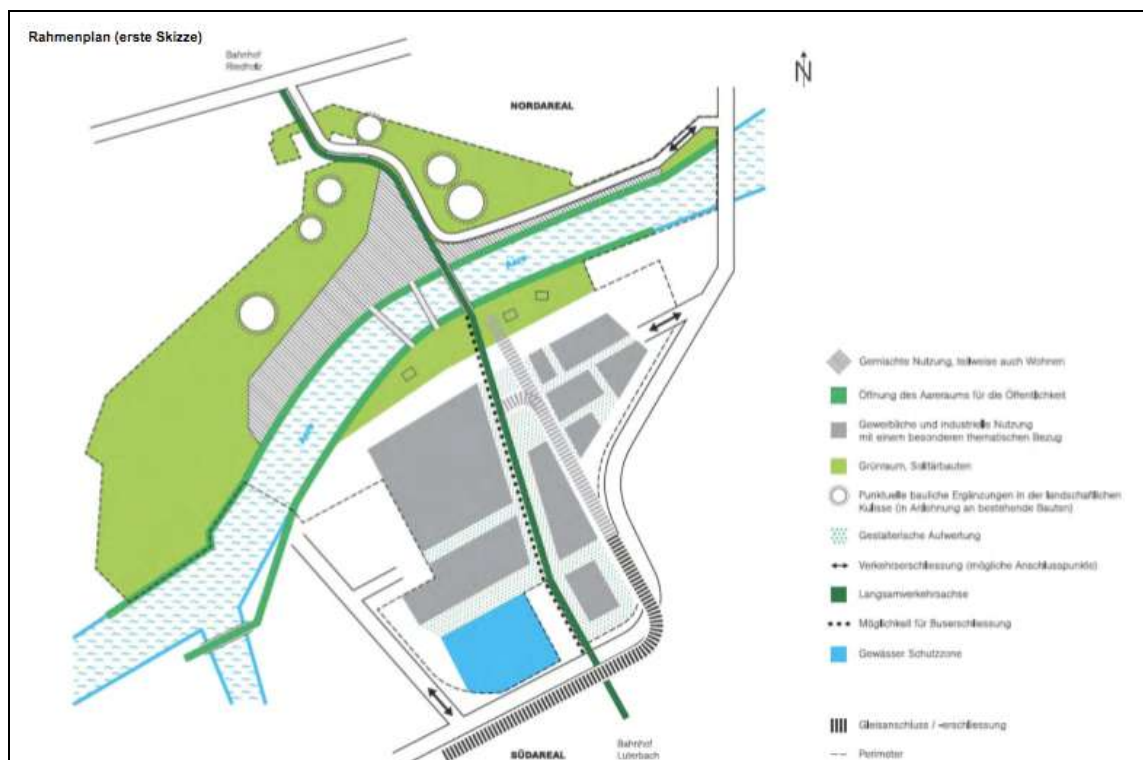 Rahmenplan (erste Skizze)
Bahnhof
Riedholz
N
NORDAREAL
Aare
Aare
Gemischte Nutzung, teilweise auch Wohnen
Öffnung des Aareraums für die Öffentlichkeit
Gewerbliche und industrielle Nutzung
mit einem besonderen thematischen Bezug
Grünraum, Solitärbauten
Punktuelle bauliche Ergänzungen in der landschaftlichen
Kulisse (in Anlehnung an bestehende Bauten)
Gestalterische Aufwertung
Verkehrserschliessung (mögliche Anschlusspunkte)
Langsamverkehrsachse
Möglichkeit für Buserschliessung
Gewässer Schutzzone
Gleisanschluss / -erschliessung
Perimeter
SÜDAREAL
Bahnhof
Luterbach